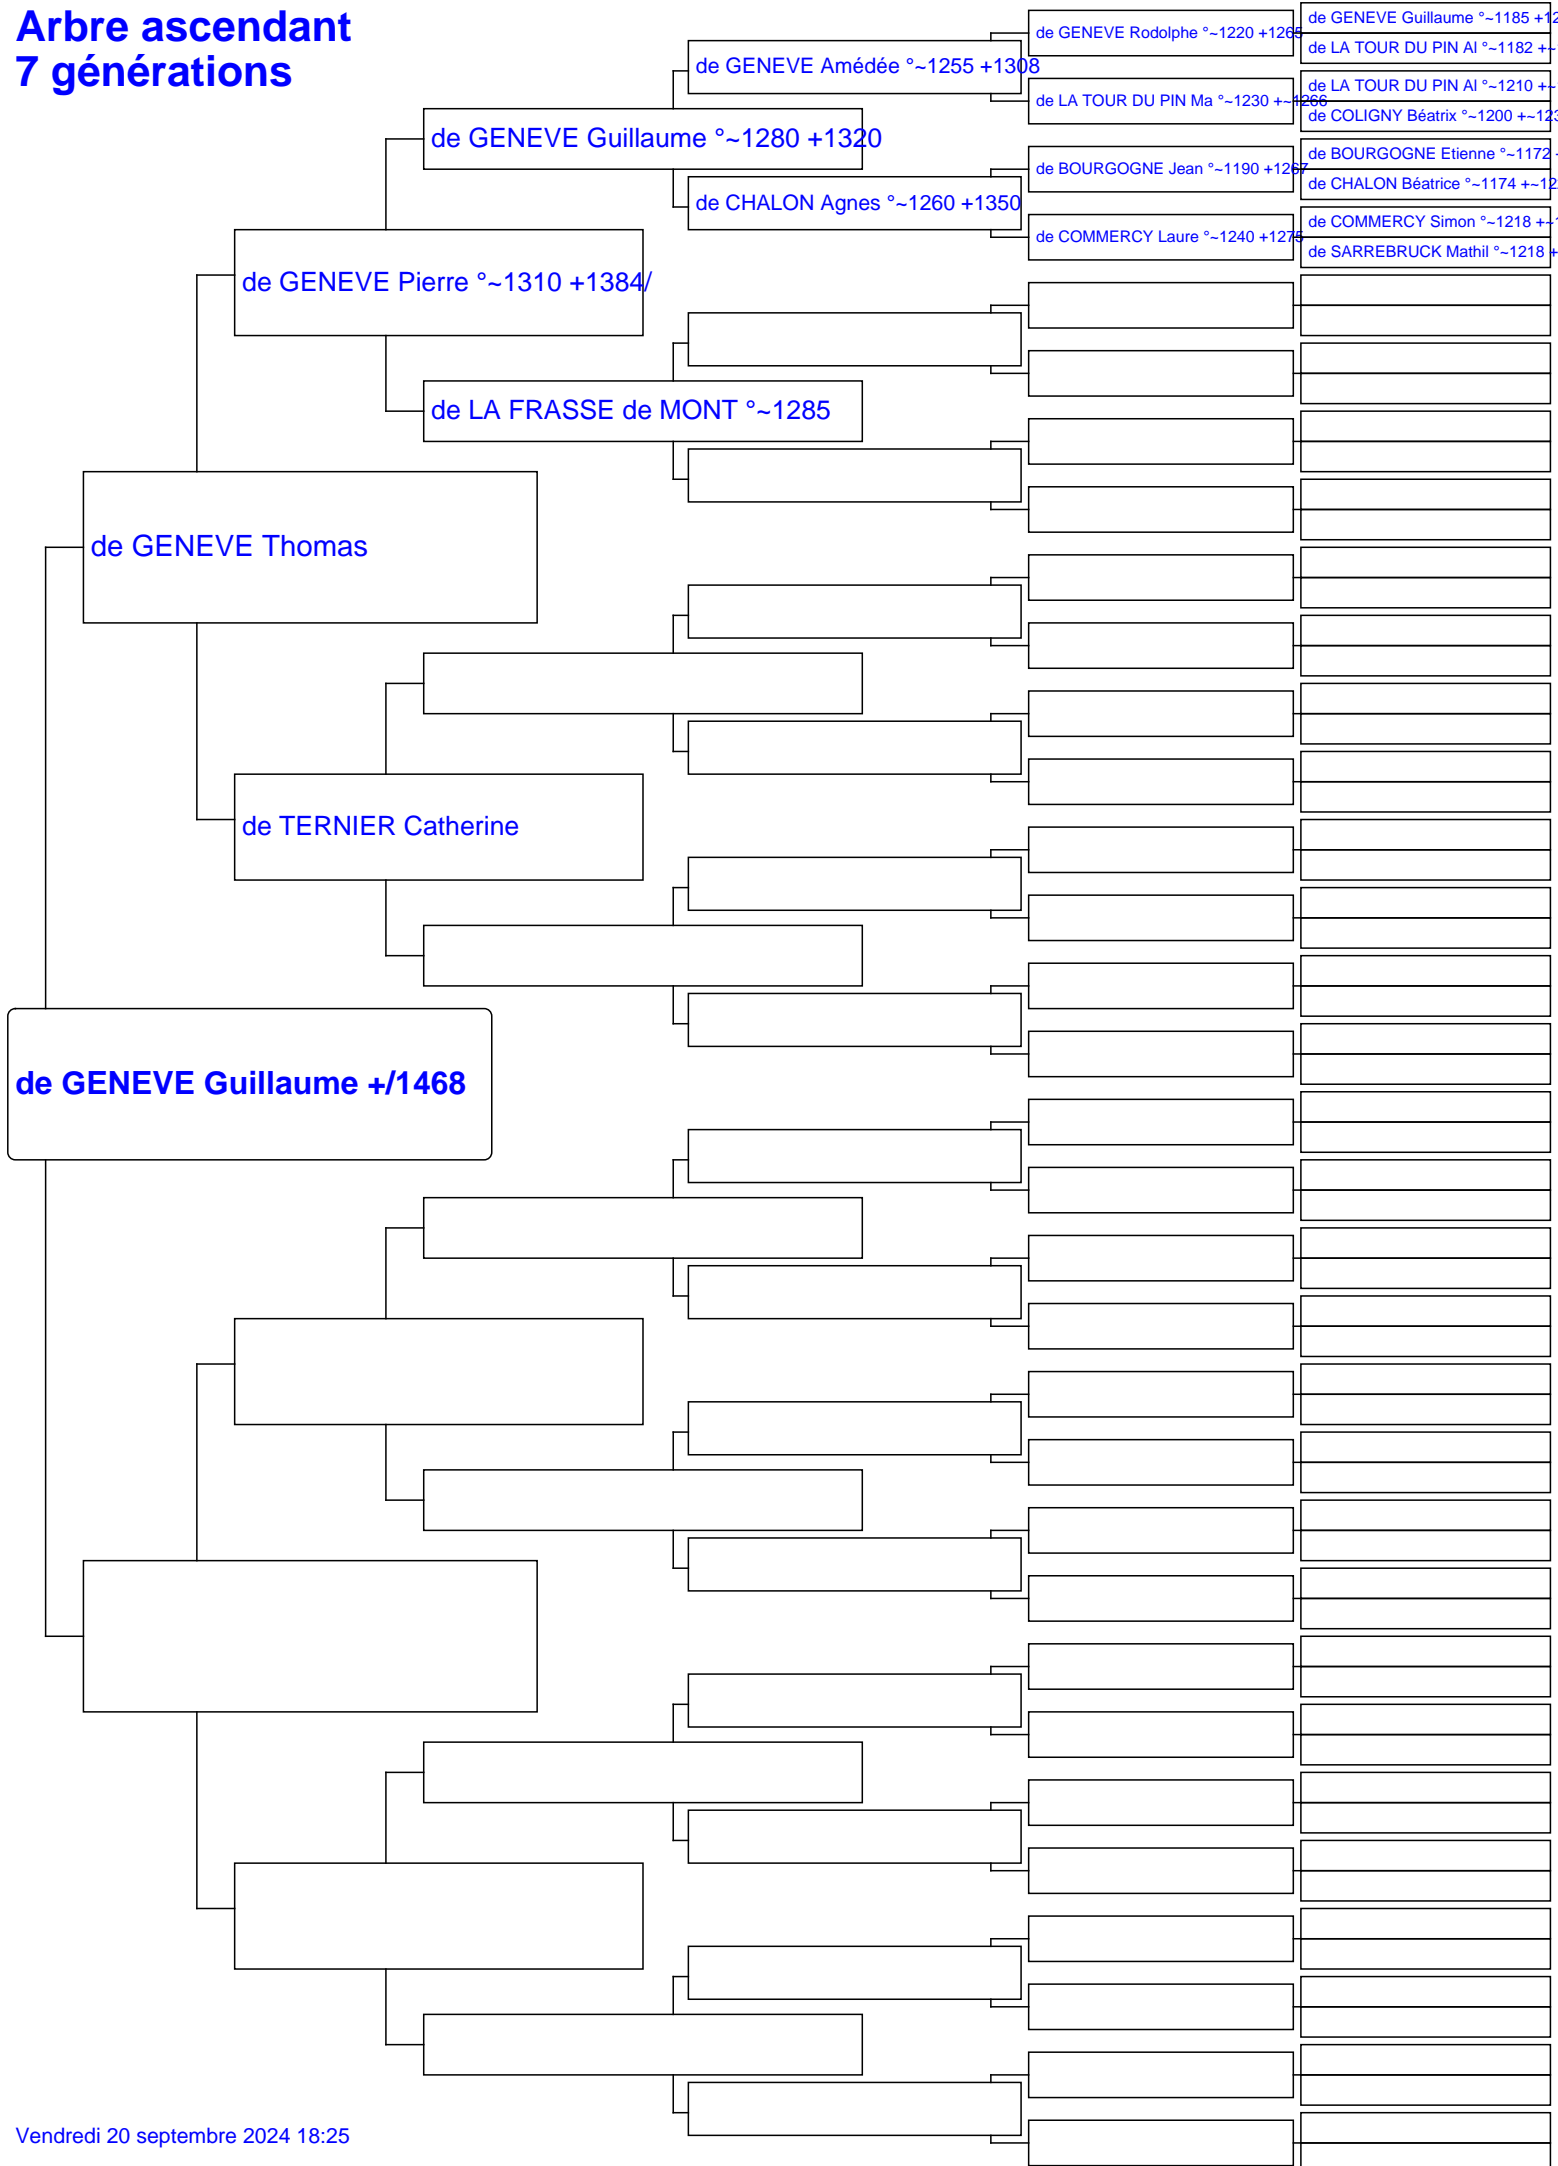 Arbre ascendant
7 générations
de GENEVE Guillaume +/1468
de GENEVE Thomas
de GENEVE Pierre °~1310 +1384/
de TERNIER Catherine
de GENEVE Guillaume °~1280 +1320
de LA FRASSE de MONT °~1285
de GENEVE Amédée °~1255 +1308
de CHALON Agnes °~1260 +1350
de GENEVE Rodolphe °~1220 +1265
de LA TOUR DU PIN Ma °~1230 +~1266
de BOURGOGNE Jean °~1190 +1267
de COMMERCY Laure °~1240 +1275
de GENEVE Guillaume °~1185
de LA TOUR DU PIN Al °~1182
de LA TOUR DU PIN Al °~1210
de COLIGNY Béatrix °~1200
de BOURGOGNE Etienne °~1172
de CHALON Béatrice °~1174
de COMMERCY Simon °~1218
de SARREBRUCK Mathil °~1218
Vendredi 20 septembre 2024 18:25